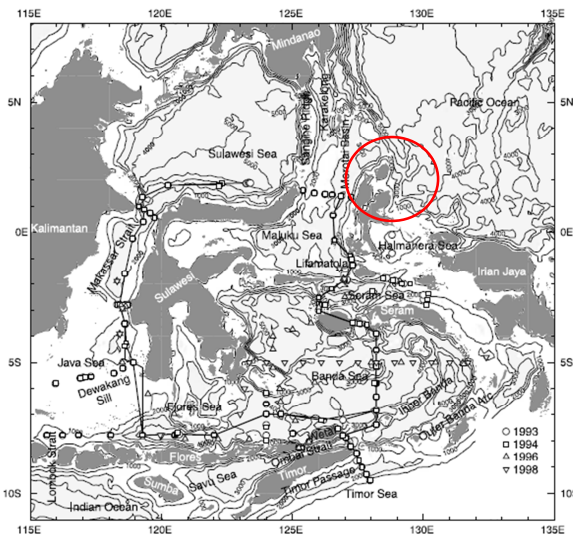 115E 120E 125E 130E 135E
Mindanao
5N 5N
Pacific Ocean
Sangihe Ridge
Karakelong
Morotai Basin
Sulawesi Sea
0E 0E
Kalimantan
Makassar Strait
Maluku Sea
Halmahera Sea
Lifamatola
Irian Jaya
Sulawesi
Seram Sea
Seram
5S 5S
Java Sea
Dewakang
Sill
Banda Sea
Flores Sea
Inner Banda
Outer Banda Arc
Lombok Strait
Flores
Wetar
Ombai Strait
Savu Sea
Sumba
Timor
Timor Passage
Timor Sea
Indian Ocean
10S 10S
1993
1994
1996
1998
115E 120E 125E 130E 135E